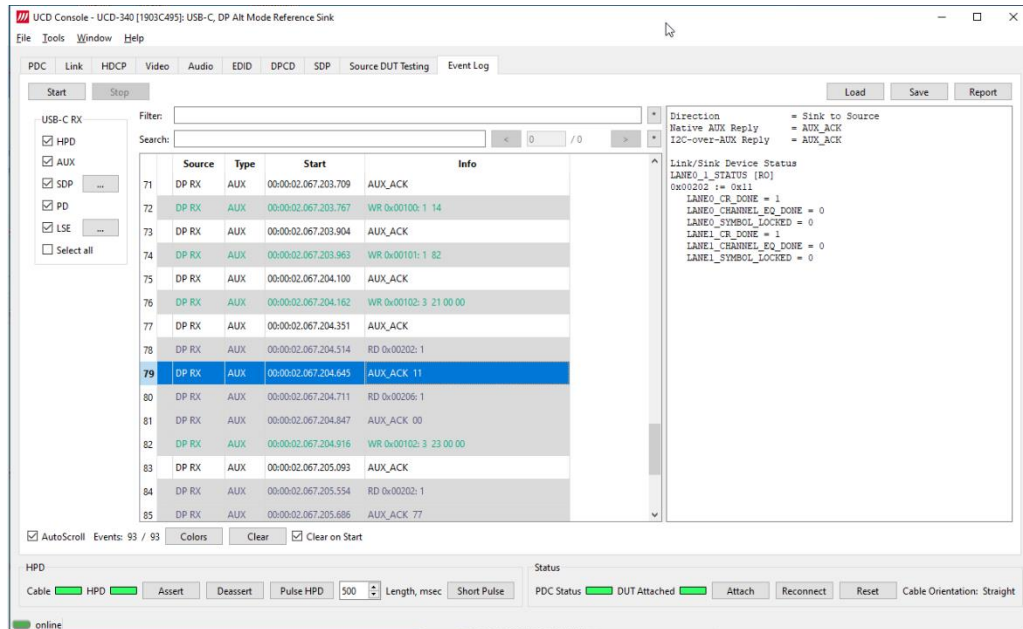 UCD Console - UCD-340 [1903C495]: USB-C, DP Alt Mode Reference Sink
File Tools Window Help
PDC Link HDCP Video Audio EDID DPCD SDP Source DUT Testing Event Log
Start Stop Load Save Report
USB-C RX
HPD
AUX
SDP ...
PD
LSE ...
Select all
Filter: *
Search: < 0 / 0 > *
Source Type Start Info
71 DP RX AUX 00:00:02.067.203.709 AUX_ACK
72 DP RX AUX 00:00:02.067.203.767 WR 0x00100: 1 14
73 DP RX AUX 00:00:02.067.203.904 AUX_ACK
74 DP RX AUX 00:00:02.067.203.963 WR 0x00101: 1 82
75 DP RX AUX 00:00:02.067.204.100 AUX_ACK
76 DP RX AUX 00:00:02.067.204.162 WR 0x00102: 3 21 00 00
77 DP RX AUX 00:00:02.067.204.351 AUX_ACK
78 DP RX AUX 00:00:02.067.204.514 RD 0x00202: 1
79 DP RX AUX 00:00:02.067.204.645 AUX_ACK 11
80 DP RX AUX 00:00:02.067.204.711 RD 0x00206: 1
81 DP RX AUX 00:00:02.067.204.847 AUX_ACK 00
82 DP RX AUX 00:00:02.067.204.916 WR 0x00102: 3 23 00 00
83 DP RX AUX 00:00:02.067.205.093 AUX_ACK
84 DP RX AUX 00:00:02.067.205.554 RD 0x00202: 1
85 DP RX AUX 00:00:02.067.205.686 AUX_ACK 77
Direction = Sink to Source
Native AUX Reply = AUX_ACK
I2C-over-AUX Reply = AUX_ACK
Link/Sink Device Status
LANE0_1_STATUS [RO]
0x00202 := 0x11
LANE0_CR_DONE = 1
LANE0_CHANNEL_EQ_DONE = 0
LANE0_SYMBOL_LOCKED = 0
LANE1_CR_DONE = 1
LANE1_CHANNEL_EQ_DONE = 0
LANE1_SYMBOL_LOCKED = 0
AutoScroll Events: 93 / 93 Colors Clear Clear on Start
HPD
Cable HPD Assert Deassert Pulse HPD 500 Length, msec Short Pulse
Status
PDC Status DUT Attached Attach Reconnect Reset Cable Orientation: Straight
online